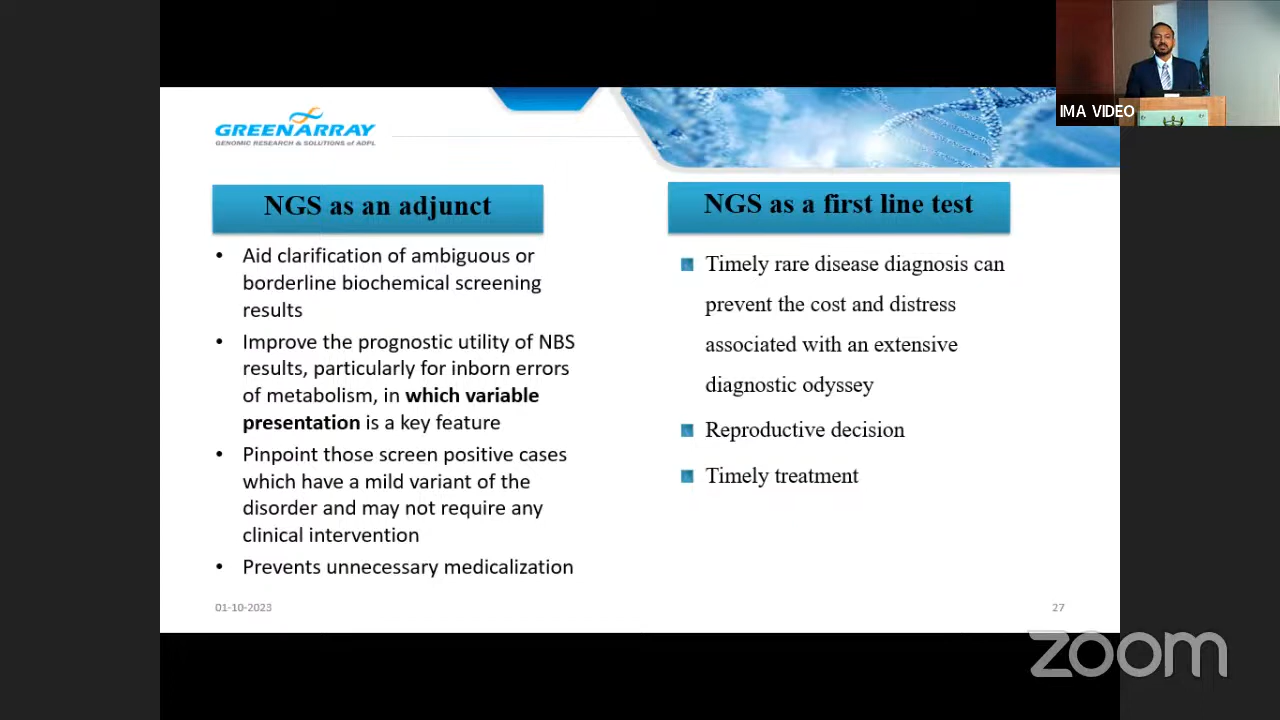 IMA VIDEO
GREENARRAY
GENOMIC RESEARCH & SOLUTIONS of AOPL
NGS as an adjunct
• Aid clarification of ambiguous or
borderline biochemical screening
results
• Improve the prognostic utility of NBS
results, particularly for inborn errors
of metabolism, in which variable
presentation is a key feature
• Pinpoint those screen positive cases
which have a mild variant of the
disorder and may not require any
clinical intervention
• Prevents unnecessary medicalization
NGS as a first line test
Timely rare disease diagnosis can
prevent the cost and distress
associated with an extensive
diagnostic odyssey
Reproductive decision
Timely treatment
01-10-2023
27
zoom